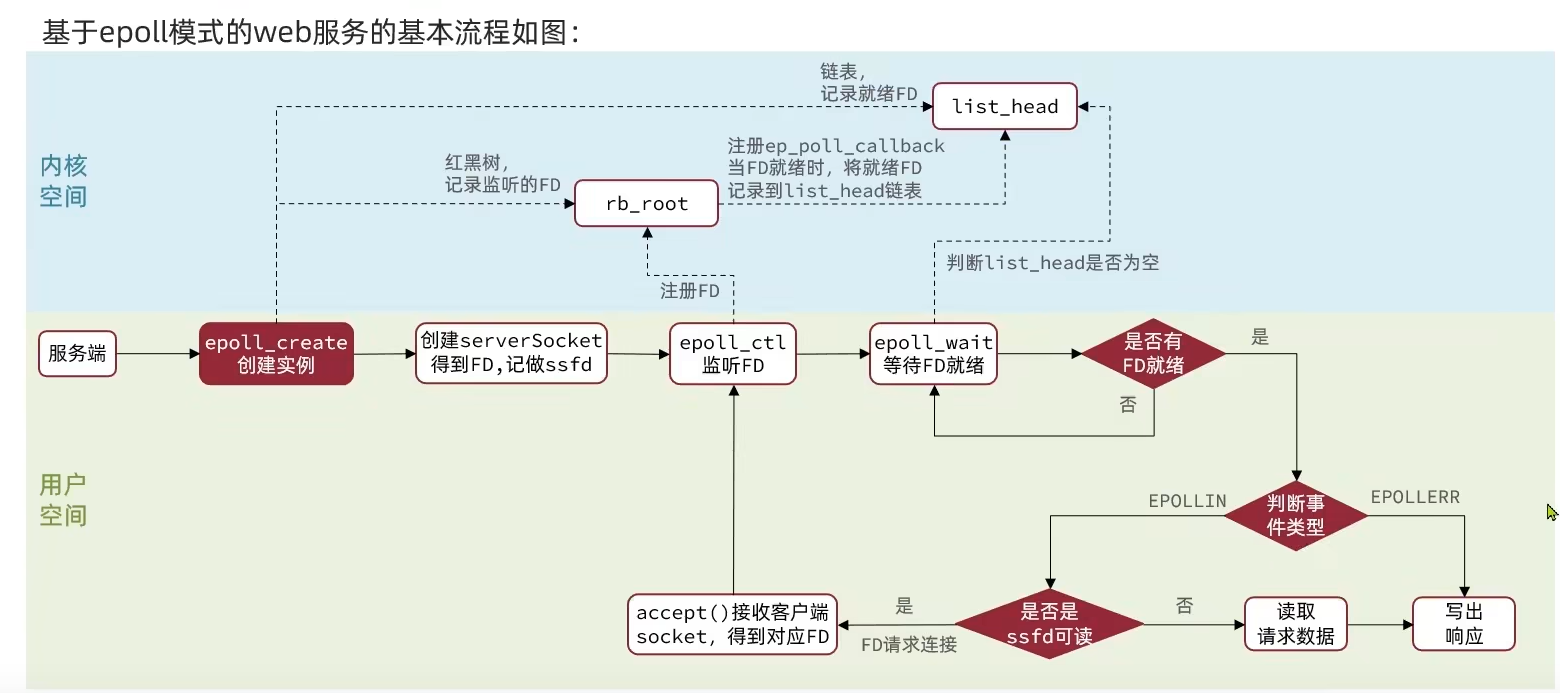 基于epoll模式的web服务的基本流程如图：
链表，
记录就绪FD
list_head
内核
空间
红黑树，
记录监听的FD
rb_root
注册ep_poll_callback
当FD就绪时，将就绪FD
记录到list_head链表
判断list_head是否为空
注册FD
服务端
epoll_create
创建实例
创建serverSocket
得到FD,记做ssfd
epoll_ctl
监听FD
epoll_wait
等待FD就绪
是否有
FD就绪
是
否
用户
空间
EPOLLIN
判断事
件类型
EPOLLERR
accept()接收客户端
socket，得到对应FD
是
FD请求连接
是否是
ssfd可读
否
读取
请求数据
写出
响应